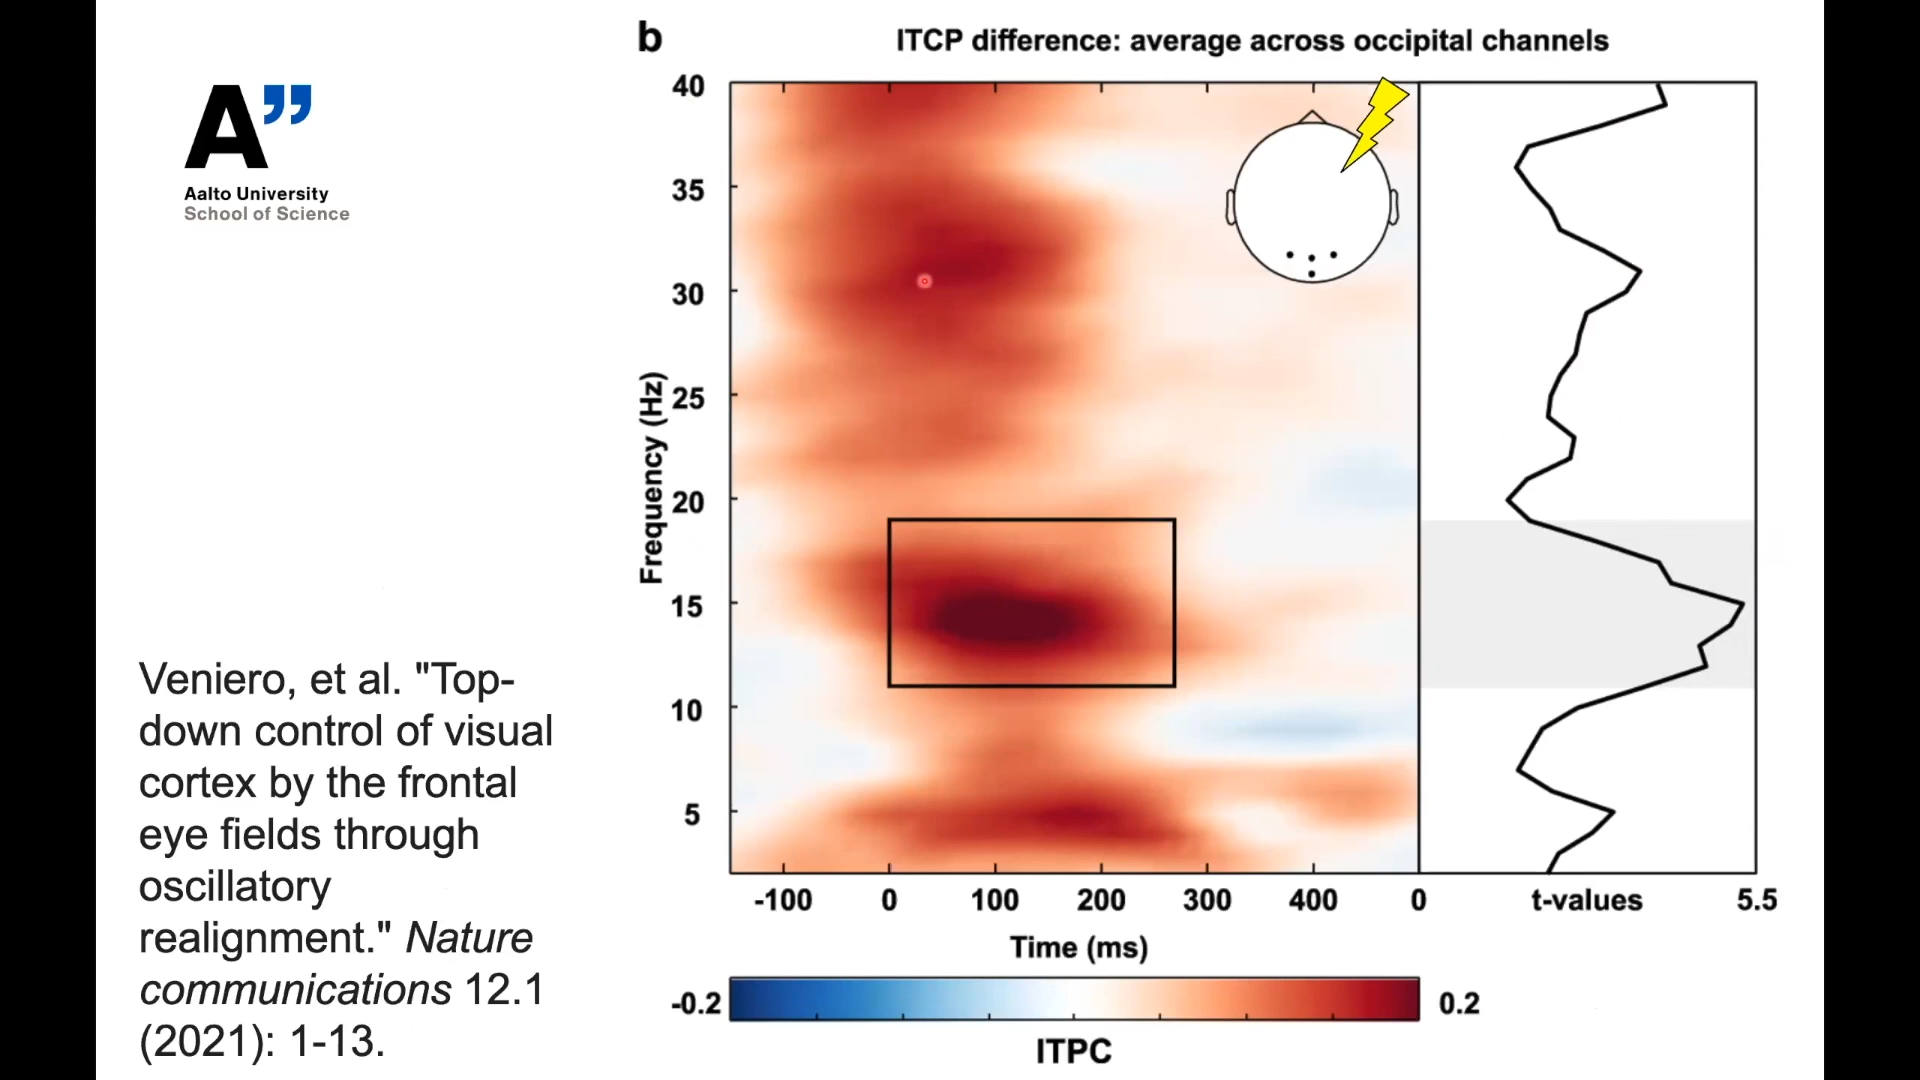 b
ITCP difference: average across occipital channels
A”
Aalto University
School of Science
Veniero, et al. "Top-
down control of visual
cortex by the frontal
eye fields through
oscillatory
realignment." Nature
communications 12.1
(2021): 1-13.
Frequency (Hz)
40
35
30
25
20
15
10
5
-100 0 100 200 300 400 0 t-values 5.5
Time (ms)
-0.2 0.2
ITPC